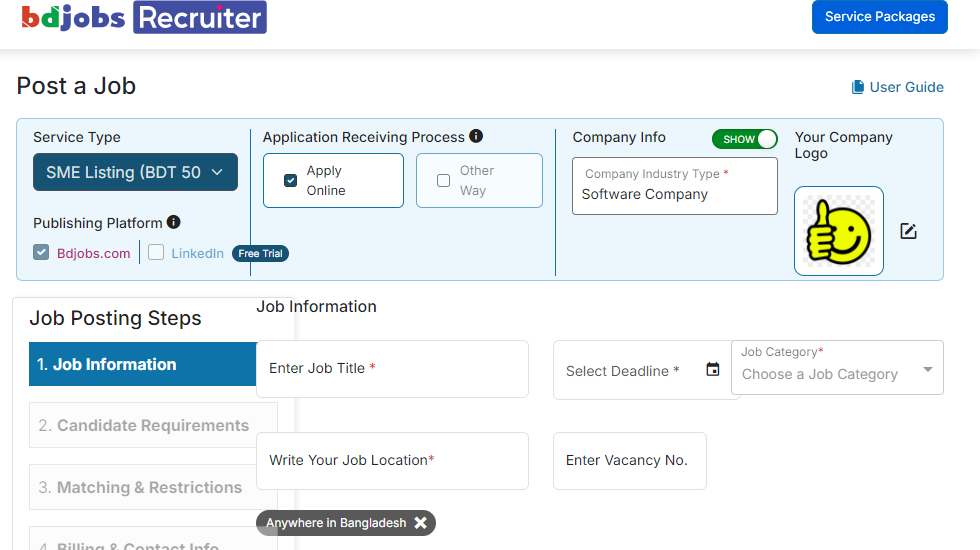 bdjobs Recruiter
Service Packages
Post a Job
User Guide
Service Type
SME Listing (BDT 50
Publishing Platform
Bdjobs.com
LinkedIn
Free Trial
Application Receiving Process
Apply
Online
Other
Way
Company Info
SHOW
Company Industry Type *
Software Company
Your Company
Logo
Job Posting Steps
1. Job Information
2. Candidate Requirements
3. Matching & Restrictions
4. Billing & Contact Info
Job Information
Enter Job Title *
Select Deadline *
Job Category*
Choose a Job Category
Write Your Job Location*
Enter Vacancy No.
Anywhere in Bangladesh